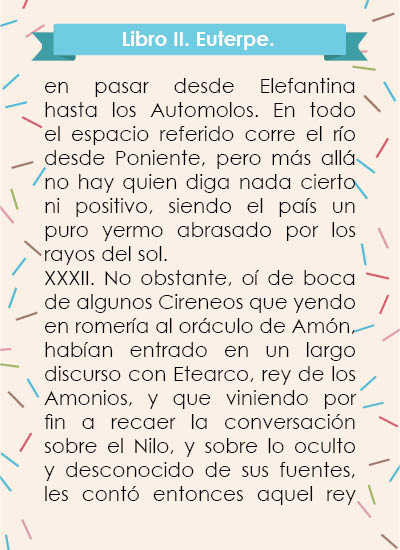 Libro II. Euterpe.
en pasar desde Elefantina
hasta los Automolos. En todo
el espacio referido corre el río
desde Poniente, pero más allá
no hay quien diga nada cierto
ni positivo, siendo el país un
puro yermo abrasado por los
rayos del sol.
XXXII. No obstante, oí de boca
de algunos Cireneos que yendo
en romería al oráculo de Amón,
habían entrado en un largo
discurso con Etearco, rey de los
Amonios, y que viniendo por
fin a recaer la conversación
sobre el Nilo, y sobre lo oculto
y desconocido de sus fuentes,
les contó entonces aquel rey